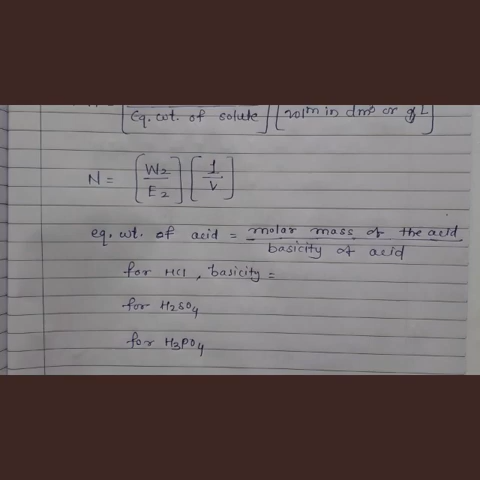 [Eq. wt. of solute] [volm in dm³ or L]
N = [W2/E2] [1/V]
eq. wt. of acid = molar mass of the acid / basicity of acid
for HCl, basicity =
for H2SO4
for H3PO4